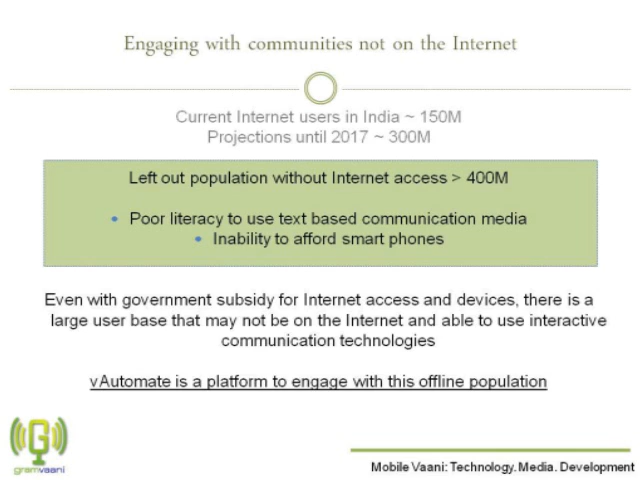 Engaging with communities not on the Internet
Current Internet users in India ~ 150M
Projections until 2017 ~ 300M
Left out population without Internet access > 400M
• Poor literacy to use text based communication media
• Inability to afford smart phones
Even with government subsidy for Internet access and devices, there is a
large user base that may not be on the Internet and able to use interactive
communication technologies
vAutomate is a platform to engage with this offline population
G
gramvaani
Mobile Vaani: Technology. Media. Development